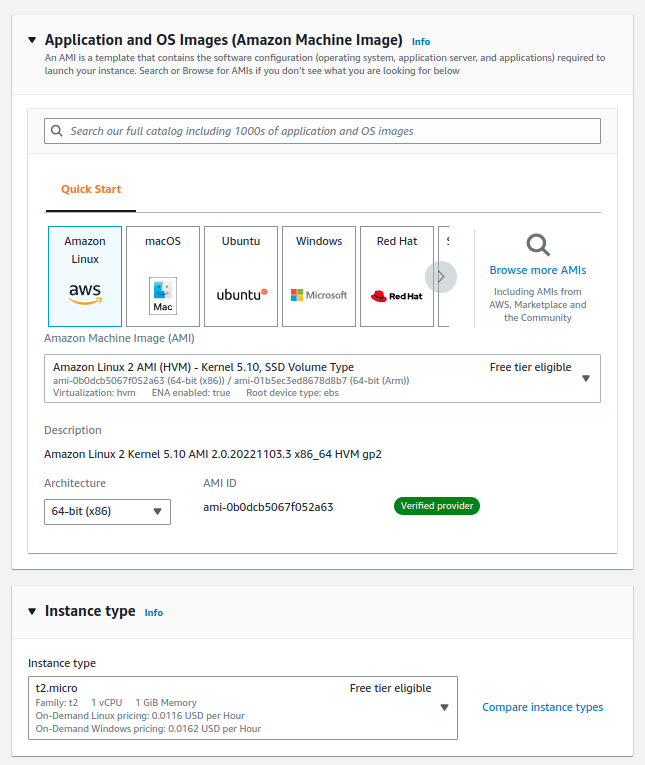 Application and OS Images (Amazon Machine Image) Info
An AMI is a template that contains the software configuration (operating system, application server, and applications) required to
launch your instance. Search or Browse for AMIs if you don't see what you are looking for below
Search our full catalog including 1000s of application and OS images
Quick Start
Amazon Linux
aws
macOS
Mac
Ubuntu
ubuntu
Windows
Microsoft
Red Hat
Red Hat
Browse more AMIs
Including AMIs from
AWS, Marketplace and
the Community
Amazon Machine Image (AMI)
Amazon Linux 2 AMI (HVM) - Kernel 5.10, SSD Volume Type Free tier eligible
ami-0b0dcb5067f052a63 (64-bit (x86)) / ami-01b5ec3ed8678d8b7 (64-bit (Arm))
Virtualization: hvm ENA enabled: true Root device type: ebs
Description
Amazon Linux 2 Kernel 5.10 AMI 2.0.20221103.3 x86_64 HVM gp2
Architecture AMI ID
64-bit (x86) ami-0b0dcb5067f052a63 Verified provider
Instance type Info
Instance type
t2.micro Free tier eligible
Family: t2 1 vCPU 1 GiB Memory
On-Demand Linux pricing: 0.0116 USD per Hour
On-Demand Windows pricing: 0.0162 USD per Hour
Compare instance types